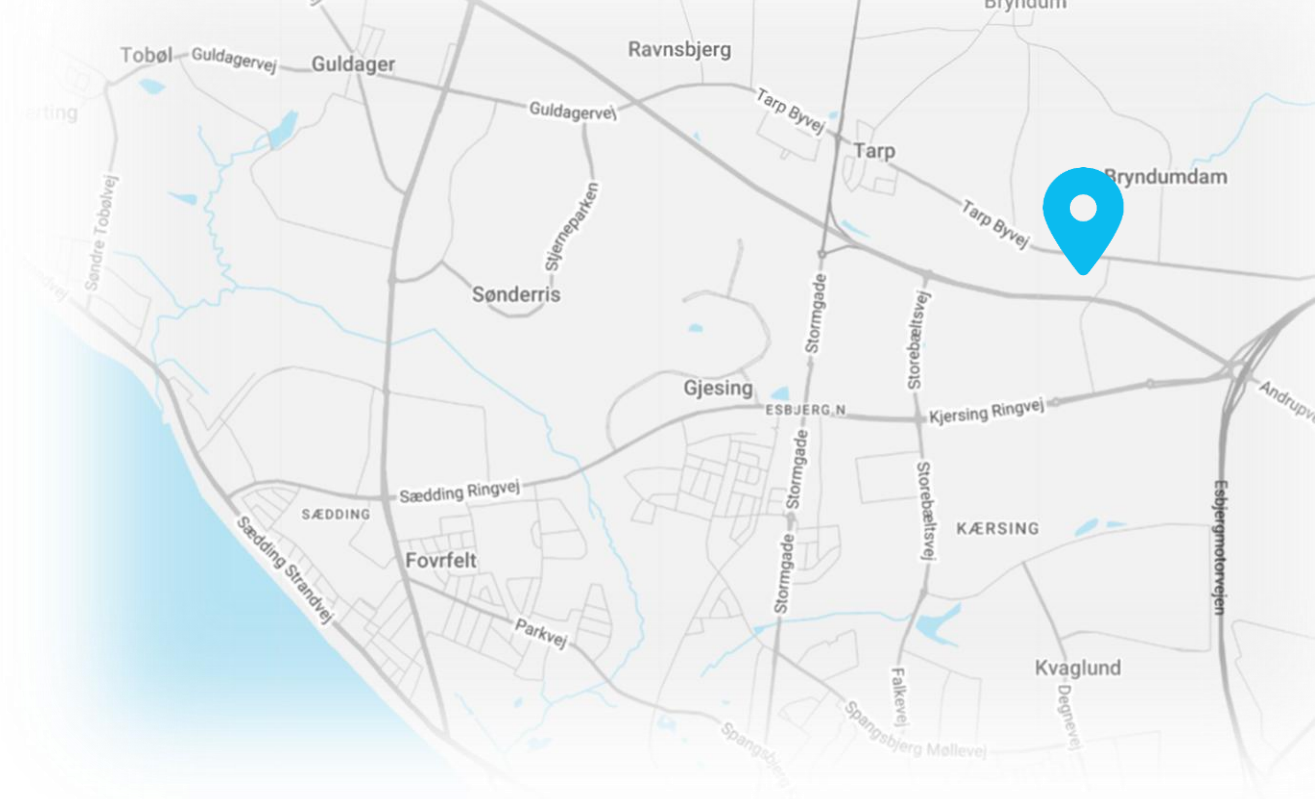 Bryndum
Ravnsbjerg
Tobøl
Guldagervej
Guldager
Tarp Byvej
Guldagervej
Tarp
Bryndumdam
Søndre Tobølvej
Stjerneparken
Tarp Byvej
Sønderris
Stormgade
Storebæltsvej
Gjesing
ESBJERG N
Kjersing Ringvej
Stormgade
Sædding Ringvej
SÆDDING
Storebæltsvej
KÆRSING
Esbjergmotorvejen
Sædding Strandvej
Fovrfelt
Stormgade
Parkvej
Kvaglund
Falkevej
Degnevej
Spangsbjerg Møllevej